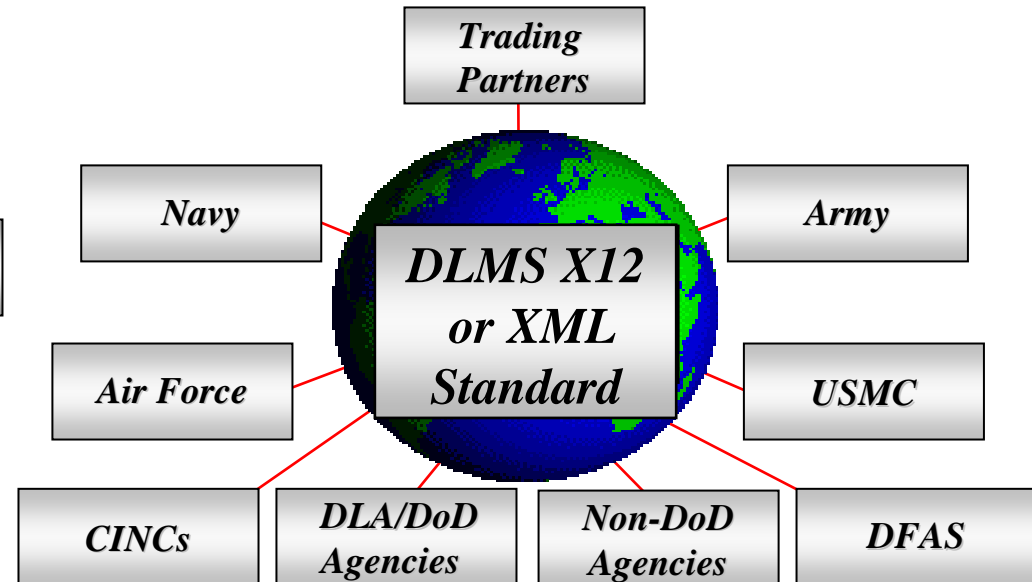 Trading
Partners
Navy
Army
DLMS X12
or XML
Standard
Air Force
USMC
CINCs
DLA/DoD
Agencies
Non-DoD
Agencies
DFAS